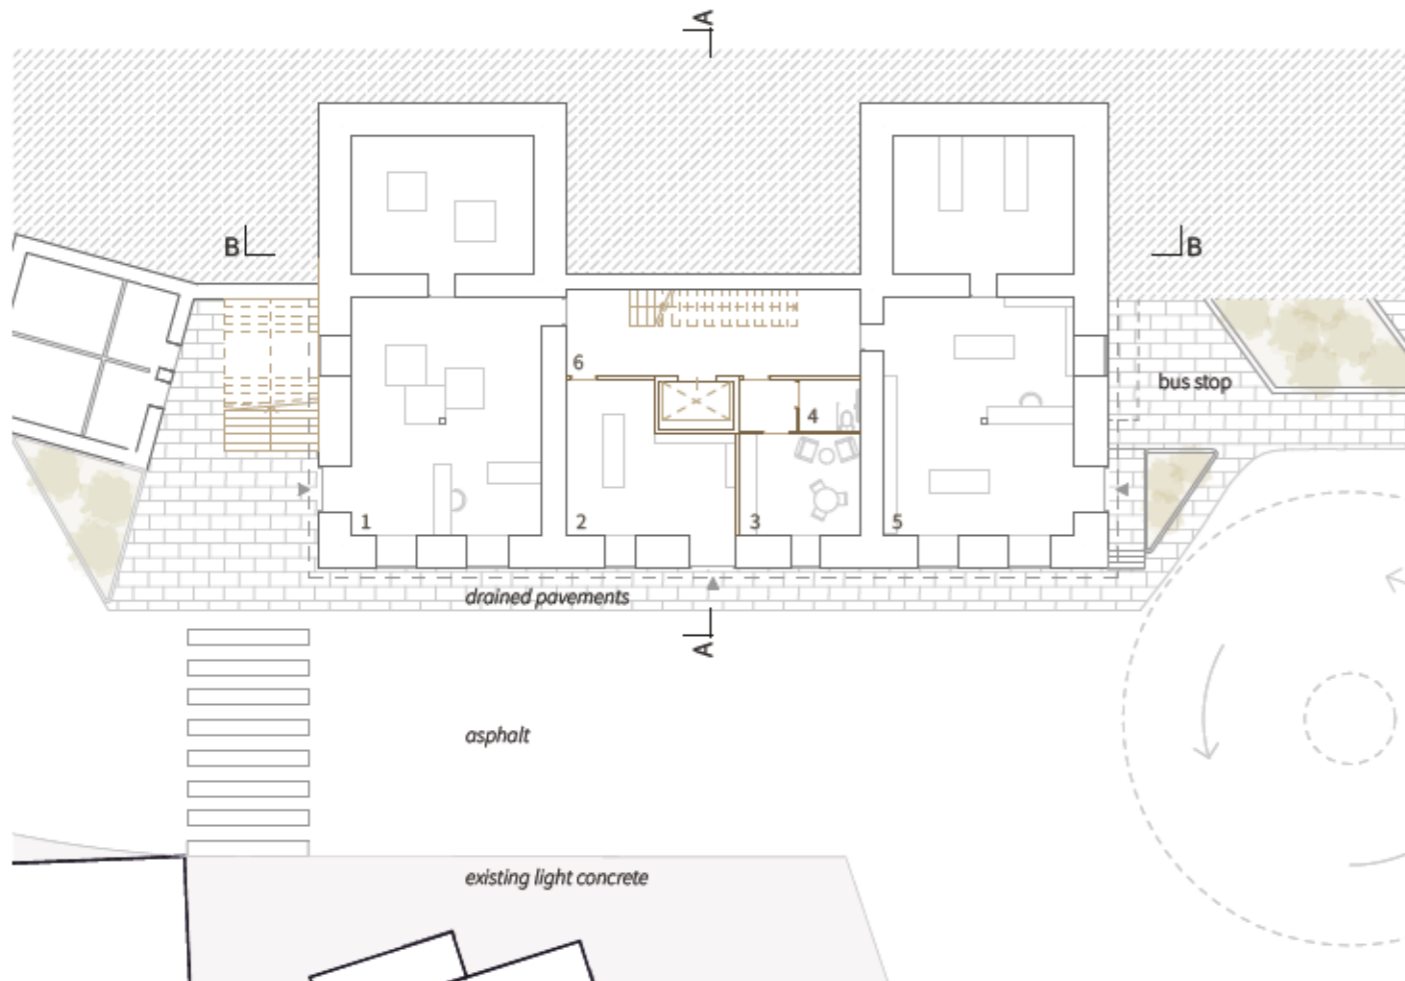 A
B
B
6
bus stop
4
1
2
3
5
drained pavements
A
asphalt
existing light concrete